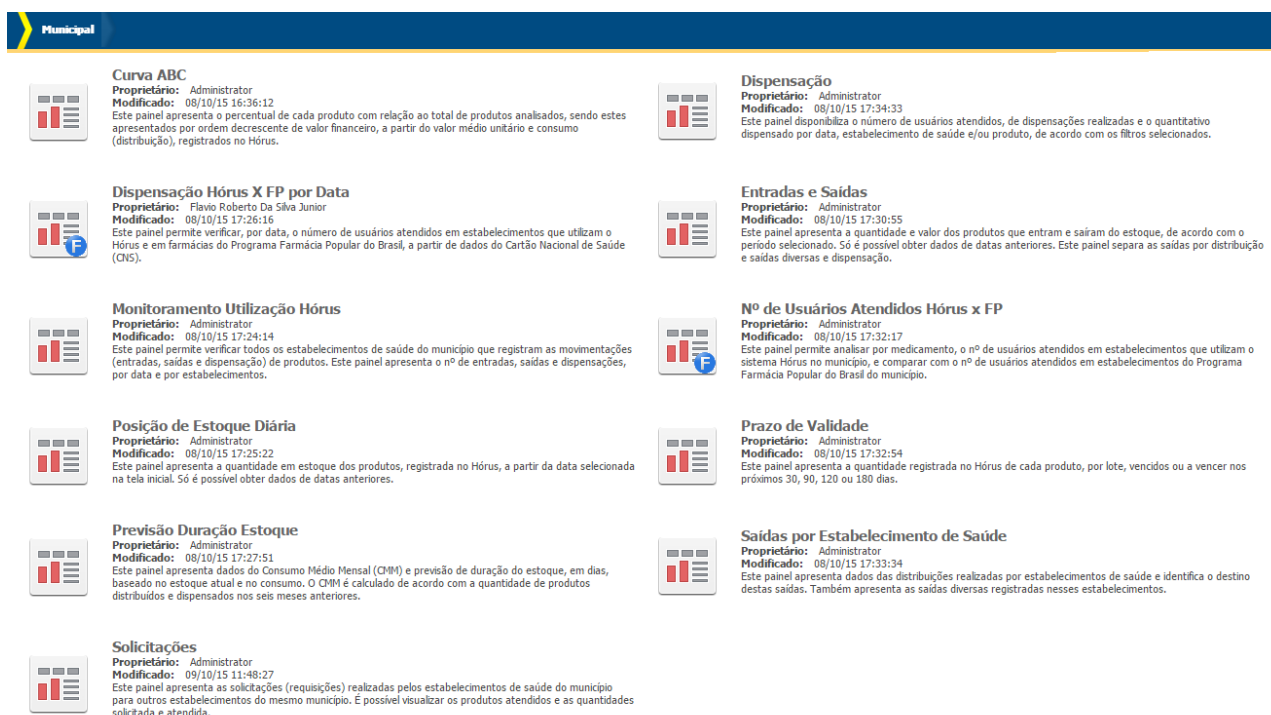 Municipal
Curva ABC
Proprietário: Administrator
Modificado: 08/10/15 16:36:12
Este painel apresenta o percentual de cada produto com relação ao total de produtos analisados, sendo estes
apresentados por ordem decrescente de valor financeiro, a partir do valor médio unitário e consumo
(distribuição), registrados no Hórus.
Dispensação
Proprietário: Administrator
Modificado: 08/10/15 17:34:33
Este painel disponibiliza o número de usuários atendidos, de dispensações realizadas e o quantitativo
dispensado por data, estabelecimento de saúde e/ou produto, de acordo com os filtros selecionados.
Dispensação Hórus X FP por Data
Proprietário: Flavio Roberto Da Silva Junior
Modificado: 08/10/15 17:26:16
Este painel permite verificar, por data, o número de usuários atendidos em estabelecimentos que utilizam o
Hórus e em farmácias do Programa Farmácia Popular do Brasil, a partir de dados do Cartão Nacional de Saúde
(CNS).
F
Entradas e Saídas
Proprietário: Administrator
Modificado: 08/10/15 17:30:55
Este painel apresenta a quantidade e valor dos produtos que entram e saíram do estoque, de acordo com o
período selecionado. Só é possível obter dados de datas anteriores. Este painel separa as saídas por distribuição
e saídas diversas e dispensação.
Monitoramento Utilização Hórus
Proprietário: Administrator
Modificado: 08/10/15 17:24:14
Este painel permite verificar todos os estabelecimentos de saúde do município que registram as movimentações
(entradas, saídas e dispensação) de produtos. Este painel apresenta o nº de entradas, saídas e dispensações,
por data e por estabelecimentos.
Nº de Usuários Atendidos Hórus x FP
Proprietário: Administrator
Modificado: 08/10/15 17:32:17
Este painel permite analisar por medicamento, o nº de usuários atendidos em estabelecimentos que utilizam o
sistema Hórus no município, e comparar com o nº de usuários atendidos em estabelecimentos do Programa
Farmácia Popular do Brasil do município.
F
Posição de Estoque Diária
Proprietário: Administrator
Modificado: 08/10/15 17:25:22
Este painel apresenta a quantidade em estoque dos produtos, registrada no Hórus, a partir da data selecionada
na tela inicial. Só é possível obter dados de datas anteriores.
Prazo de Validade
Proprietário: Administrator
Modificado: 08/10/15 17:32:54
Este painel apresenta a quantidade registrada no Hórus de cada produto, por lote, vencidos ou a vencer nos
próximos 30, 90, 120 ou 180 dias.
Previsão Duração Estoque
Proprietário: Administrator
Modificado: 08/10/15 17:27:51
Este painel apresenta dados do Consumo Médio Mensal (CMM) e previsão de duração do estoque, em dias,
baseado no estoque atual e no consumo. O CMM é calculado de acordo com a quantidade de produtos
distribuídos e dispensados nos seis meses anteriores.
Saídas por Estabelecimento de Saúde
Proprietário: Administrator
Modificado: 08/10/15 17:33:34
Este painel apresenta dados das distribuições realizadas por estabelecimentos de saúde e identifica o destino
destas saídas. Também apresenta as saídas diversas registradas nesses estabelecimentos.
Solicitações
Proprietário: Administrator
Modificado: 09/10/15 11:48:27
Este painel apresenta as solicitações (requisições) realizadas pelos estabelecimentos de saúde do município
para outros estabelecimentos do mesmo município. É possível visualizar os produtos atendidos e as quantidades
solicitada e atendida.